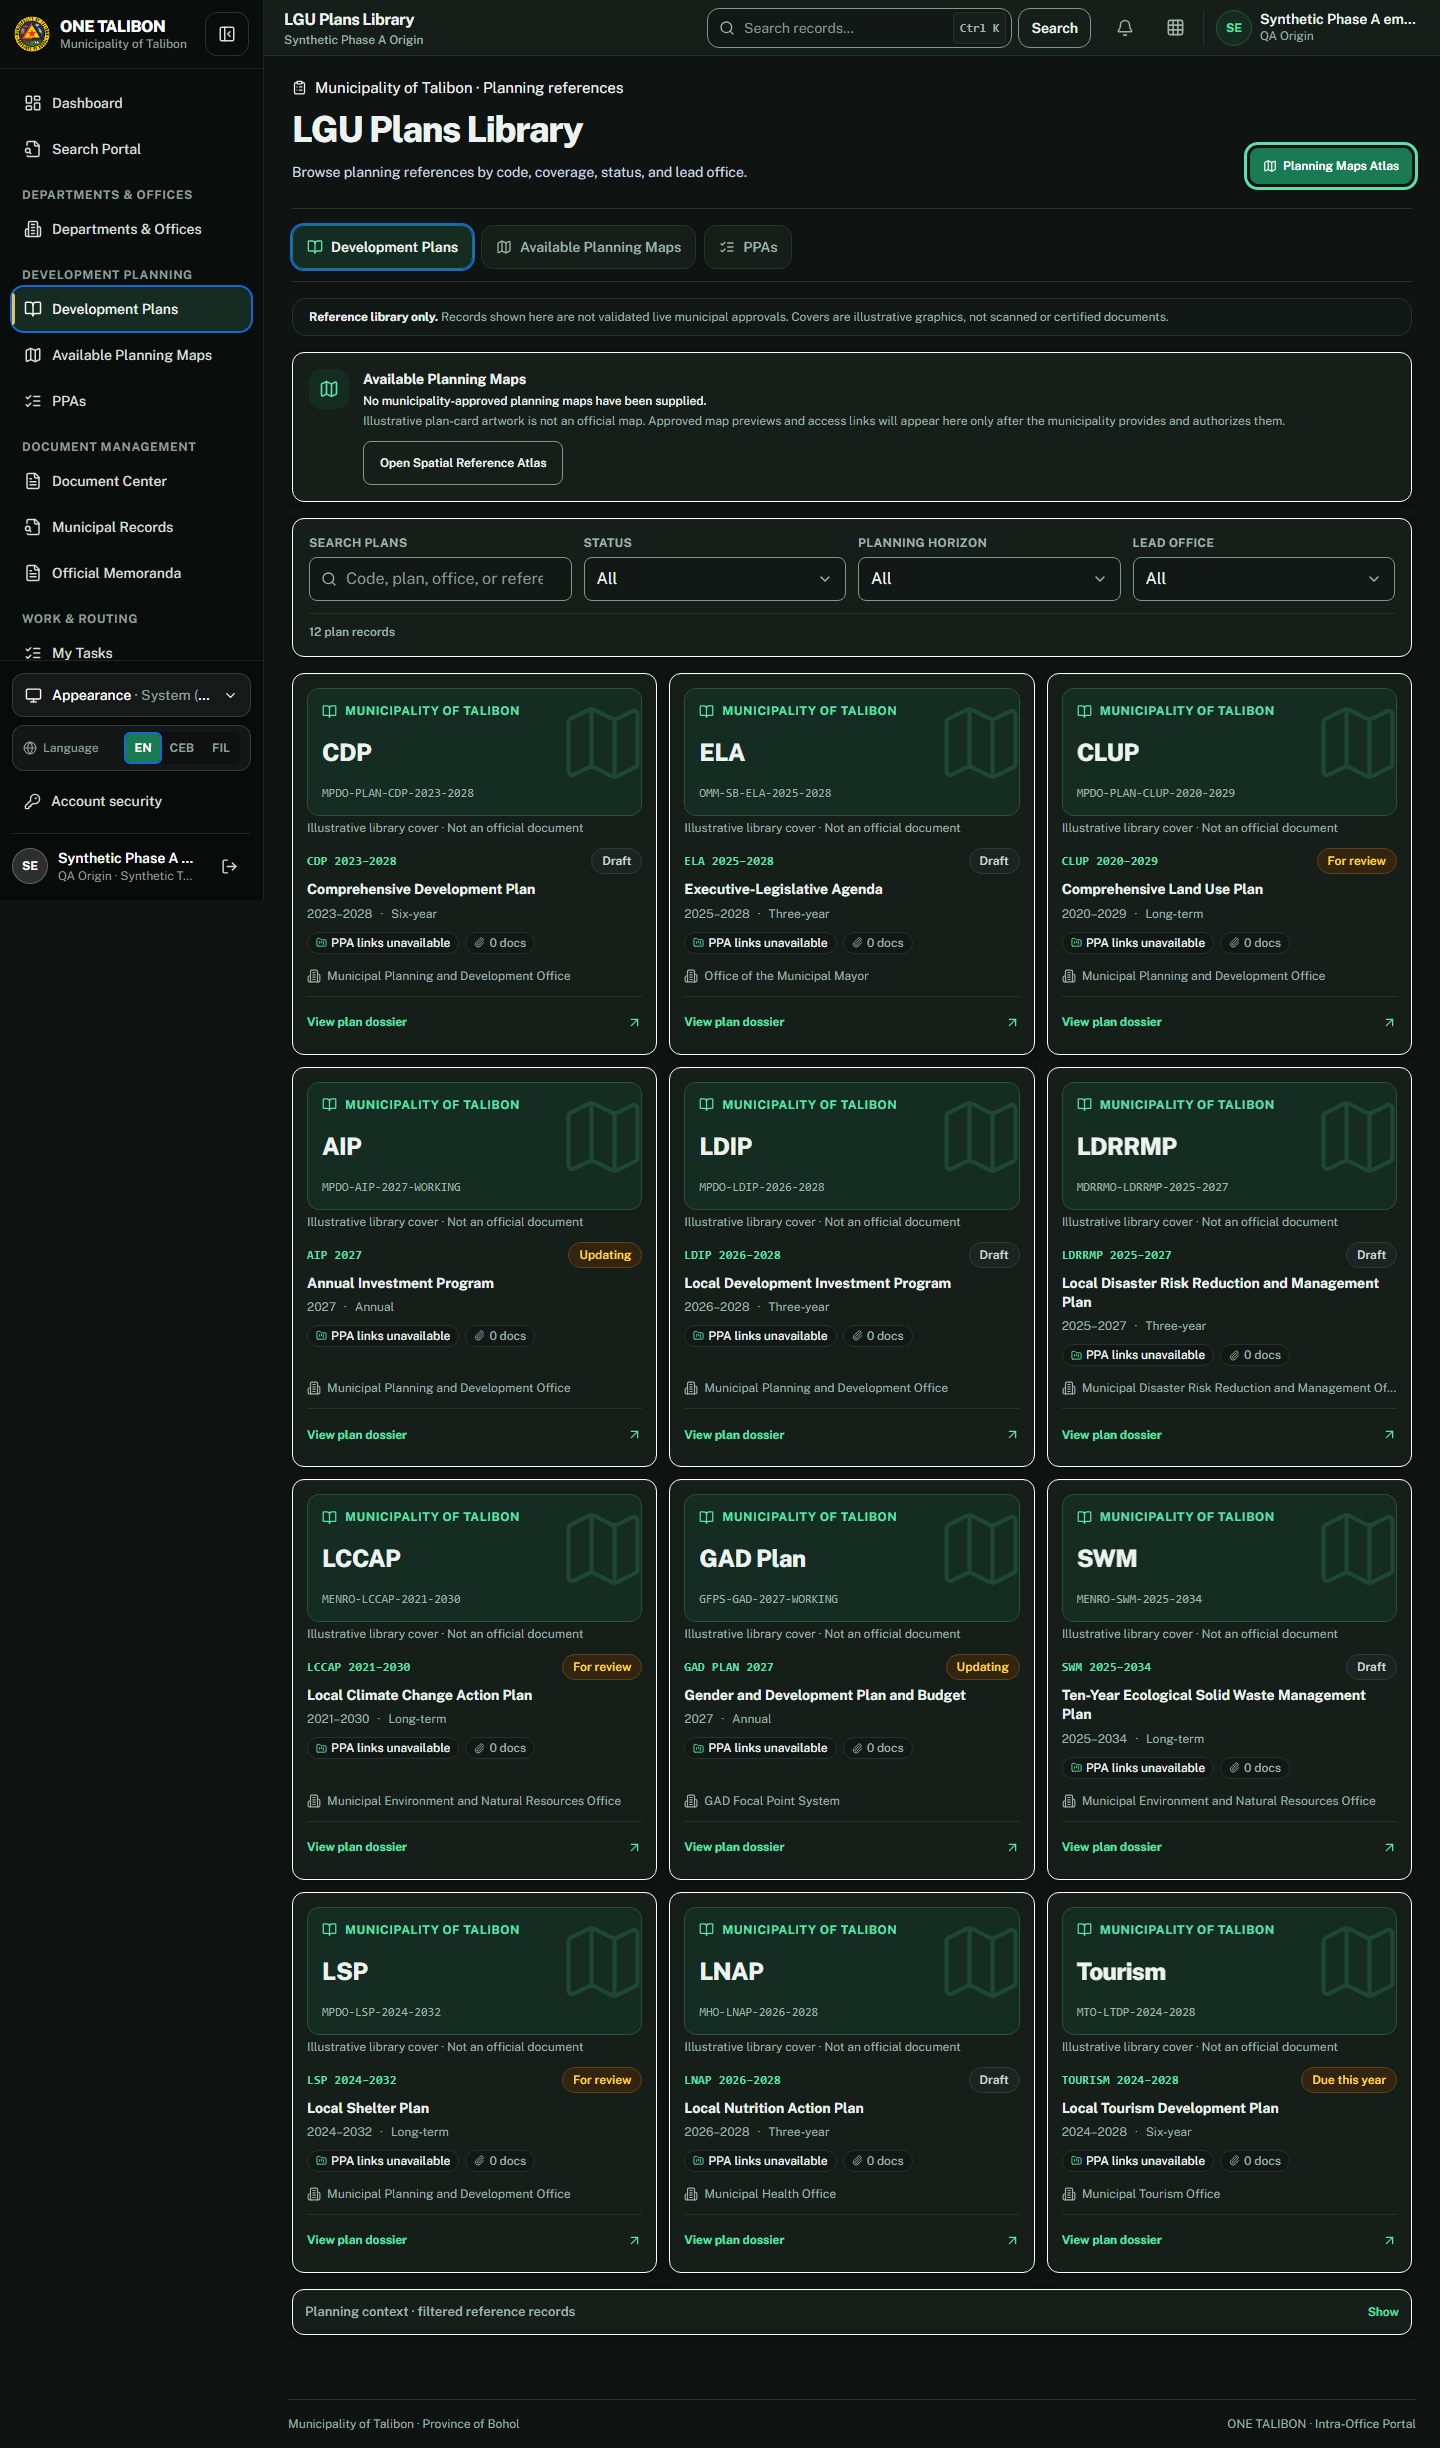 ONE TALIBON
Municipality of Talibon
LGU Plans Library
Synthetic Phase A Origin
Search records...
Ctrl K
Search
SE
Synthetic Phase A em...
QA Origin
Dashboard
Search Portal
DEPARTMENTS & OFFICES
Departments & Offices
DEVELOPMENT PLANNING
Development Plans
Available Planning Maps
PPAs
DOCUMENT MANAGEMENT
Document Center
Municipal Records
Official Memoranda
WORK & ROUTING
My Tasks
Appearance · System (...
Language
EN
CEB
FIL
Account security
SE
Synthetic Phase A ...
QA Origin · Synthetic T...
Municipality of Talibon · Planning references
LGU Plans Library
Browse planning references by code, coverage, status, and lead office.
Planning Maps Atlas
Development Plans
Available Planning Maps
PPAs
Reference library only. Records shown here are not validated live municipal approvals. Covers are illustrative graphics, not scanned or certified documents.
Available Planning Maps
No municipality-approved planning maps have been supplied.
Illustrative plan-card artwork is not an official map. Approved map previews and access links will appear here only after the municipality provides and authorizes them.
Open Spatial Reference Atlas
SEARCH PLANS
STATUS
PLANNING HORIZON
LEAD OFFICE
Code, plan, office, or refere
All
All
All
12 plan records
MUNICIPALITY OF TALIBON
CDP
MPDO-PLAN-CDP-2023-2028
Illustrative library cover · Not an official document
CDP 2023–2028
Draft
Comprehensive Development Plan
2023–2028 · Six-year
PPA links unavailable
0 docs
Municipal Planning and Development Office
View plan dossier
MUNICIPALITY OF TALIBON
ELA
OMM-SB-ELA-2025-2028
Illustrative library cover · Not an official document
ELA 2025–2028
Draft
Executive-Legislative Agenda
2025–2028 · Three-year
PPA links unavailable
0 docs
Office of the Municipal Mayor
View plan dossier
MUNICIPALITY OF TALIBON
CLUP
MPDO-PLAN-CLUP-2020-2029
Illustrative library cover · Not an official document
CLUP 2020–2029
For review
Comprehensive Land Use Plan
2020–2029 · Long-term
PPA links unavailable
0 docs
Municipal Planning and Development Office
View plan dossier
MUNICIPALITY OF TALIBON
AIP
MPDO-AIP-2027-WORKING
Illustrative library cover · Not an official document
AIP 2027
Updating
Annual Investment Program
2027 · Annual
PPA links unavailable
0 docs
Municipal Planning and Development Office
View plan dossier
MUNICIPALITY OF TALIBON
LDIP
MPDO-LDIP-2026-2028
Illustrative library cover · Not an official document
LDIP 2026–2028
Draft
Local Development Investment Program
2026–2028 · Three-year
PPA links unavailable
0 docs
Municipal Planning and Development Office
View plan dossier
MUNICIPALITY OF TALIBON
LDRRMP
MDRRMO-LDRRMP-2025-2027
Illustrative library cover · Not an official document
LDRRMP 2025–2027
Draft
Local Disaster Risk Reduction and Management
Plan
2025–2027 · Three-year
PPA links unavailable
0 docs
Municipal Disaster Risk Reduction and Management Of...
View plan dossier
MUNICIPALITY OF TALIBON
LCCAP
MENRO-LCCAP-2021-2030
Illustrative library cover · Not an official document
LCCAP 2021–2030
For review
Local Climate Change Action Plan
2021–2030 · Long-term
PPA links unavailable
0 docs
Municipal Environment and Natural Resources Office
View plan dossier
MUNICIPALITY OF TALIBON
GAD Plan
GFPS-GAD-2027-WORKING
Illustrative library cover · Not an official document
GAD PLAN 2027
Updating
Gender and Development Plan and Budget
2027 · Annual
PPA links unavailable
0 docs
GAD Focal Point System
View plan dossier
MUNICIPALITY OF TALIBON
SWM
MENRO-SWM-2025-2034
Illustrative library cover · Not an official document
SWM 2025–2034
Draft
Ten-Year Ecological Solid Waste Management
Plan
2025–2034 · Long-term
PPA links unavailable
0 docs
Municipal Environment and Natural Resources Office
View plan dossier
MUNICIPALITY OF TALIBON
LSP
MPDO-LSP-2024-2032
Illustrative library cover · Not an official document
LSP 2024–2032
For review
Local Shelter Plan
2024–2032 · Long-term
PPA links unavailable
0 docs
Municipal Planning and Development Office
View plan dossier
MUNICIPALITY OF TALIBON
LNAP
MHO-LNAP-2026-2028
Illustrative library cover · Not an official document
LNAP 2026–2028
Draft
Local Nutrition Action Plan
2026–2028 · Three-year
PPA links unavailable
0 docs
Municipal Health Office
View plan dossier
MUNICIPALITY OF TALIBON
Tourism
MTO-LTDP-2024-2028
Illustrative library cover · Not an official document
TOURISM 2024–2028
Due this year
Local Tourism Development Plan
2024–2028 · Six-year
PPA links unavailable
0 docs
Municipal Tourism Office
View plan dossier
Planning context · filtered reference records
Show
Municipality of Talibon · Province of Bohol
ONE TALIBON · Intra-Office Portal